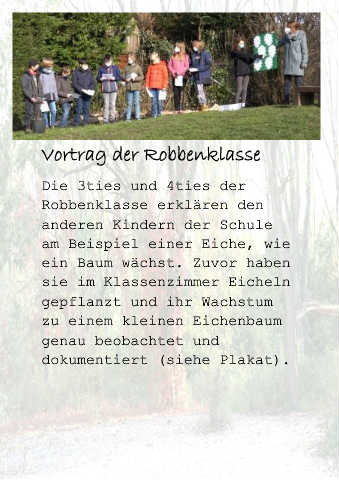 Vortrag der Robbenklasse
Die 3ties und 4ties der
Robbenklasse erklären den
anderen Kindern der Schule
am Beispiel einer Eiche, wie
ein Baum wächst. Zuvor haben
sie im Klassenzimmer Eicheln
gepflanzt und ihr Wachstum
zu einem kleinen Eichenbaum
genau beobachtet und
dokumentiert (siehe Plakat).